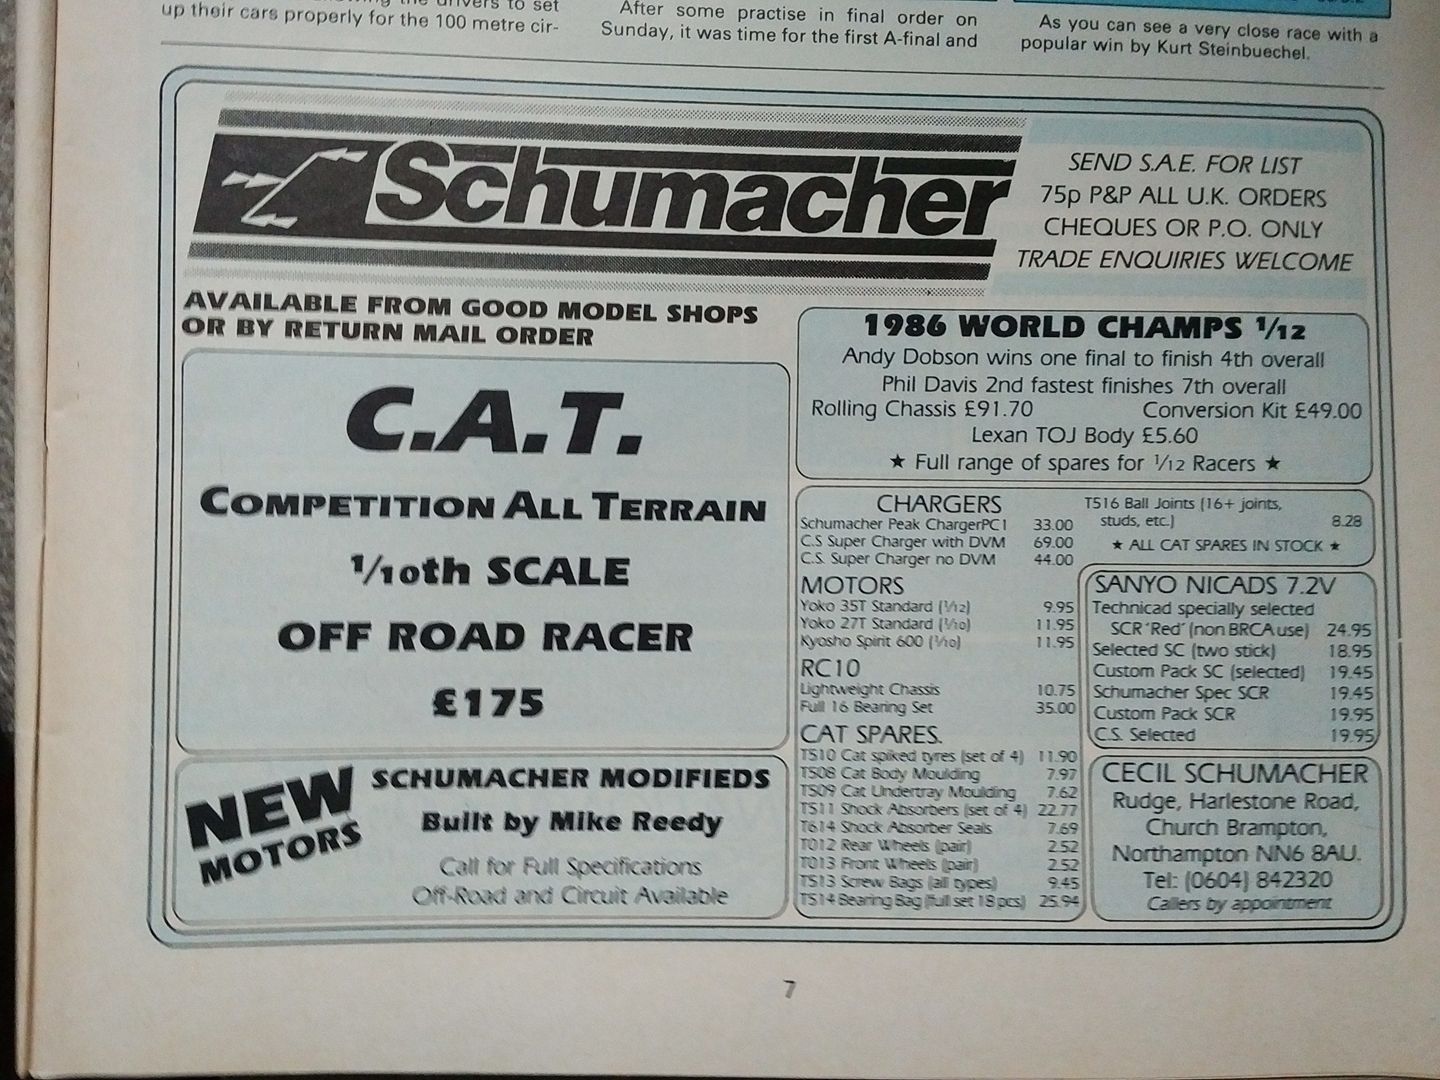 the drivers to set
up their cars properly for the 100 metre cir-
After some practise in final order on
Sunday, it was time for the first A-final and
As you can see a very close race with a
popular win by Kurt Steinbuechel.
Schumacher
SEND S.A.E. FOR LIST
75p P&P ALL U.K. ORDERS
CHEQUES OR P.O. ONLY
TRADE ENQUIRIES WELCOME
AVAILABLE FROM GOOD MODEL SHOPS
OR BY RETURN MAIL ORDER
C.A.T.
COMPETITION ALL TERRAIN
1/10th SCALE
OFF ROAD RACER
£175
NEW
MOTORS
SCHUMACHER MODIFIEDS
Built by Mike Reedy
Call for Full Specifications
Off-Road and Circuit Available
1986 WORLD CHAMPS 1/12
Andy Dobson wins one final to finish 4th overall
Phil Davis 2nd fastest finishes 7th overall
Rolling Chassis £91.70 Conversion Kit £49.00
Lexan TOJ Body £5.60
★ Full range of spares for 1/12 Racers ★
CHARGERS
Schumacher Peak ChargerPC1 33.00
C.S Super Charger with DVM 69.00
C.S. Super Charger no DVM 44.00
MOTORS
Yoko 35T Standard (1/12) 9.95
Yoko 27T Standard (1/10) 11.95
Kyosho Spirit 600 (1/10) 11.95
RC10
Lightweight Chassis 10.75
Full 16 Bearing Set 35.00
CAT SPARES.
T510 Cat spiked tyres (set of 4) 11.90
T508 Cat Body Moulding 7.97
T509 Cat Undertray Moulding 7.62
T511 Shock Absorbers (set of 4) 22.77
T614 Shock Absorber Seals 7.69
T012 Rear Wheels (pair) 2.52
T013 Front Wheels (pair) 2.52
T513 Screw Bags (all types) 9.45
T514 Bearing Bag (full set 18 pcs) 25.94
T516 Ball Joints (16+ joints,
studs, etc.) 8.28
★ ALL CAT SPARES IN STOCK ★
SANYO NICADS 7.2V
Technicad specially selected
SCR 'Red' (non BRCA use) 24.95
Selected SC (two stick) 18.95
Custom Pack SC (selected) 19.45
Schumacher Spec SCR 19.45
Custom Pack SCR 19.95
C.S. Selected 19.95
CECIL SCHUMACHER
Rudge, Harlestone Road,
Church Brampton,
Northampton NN6 8AU.
Tel: (0604) 842320
Callers by appointment
7